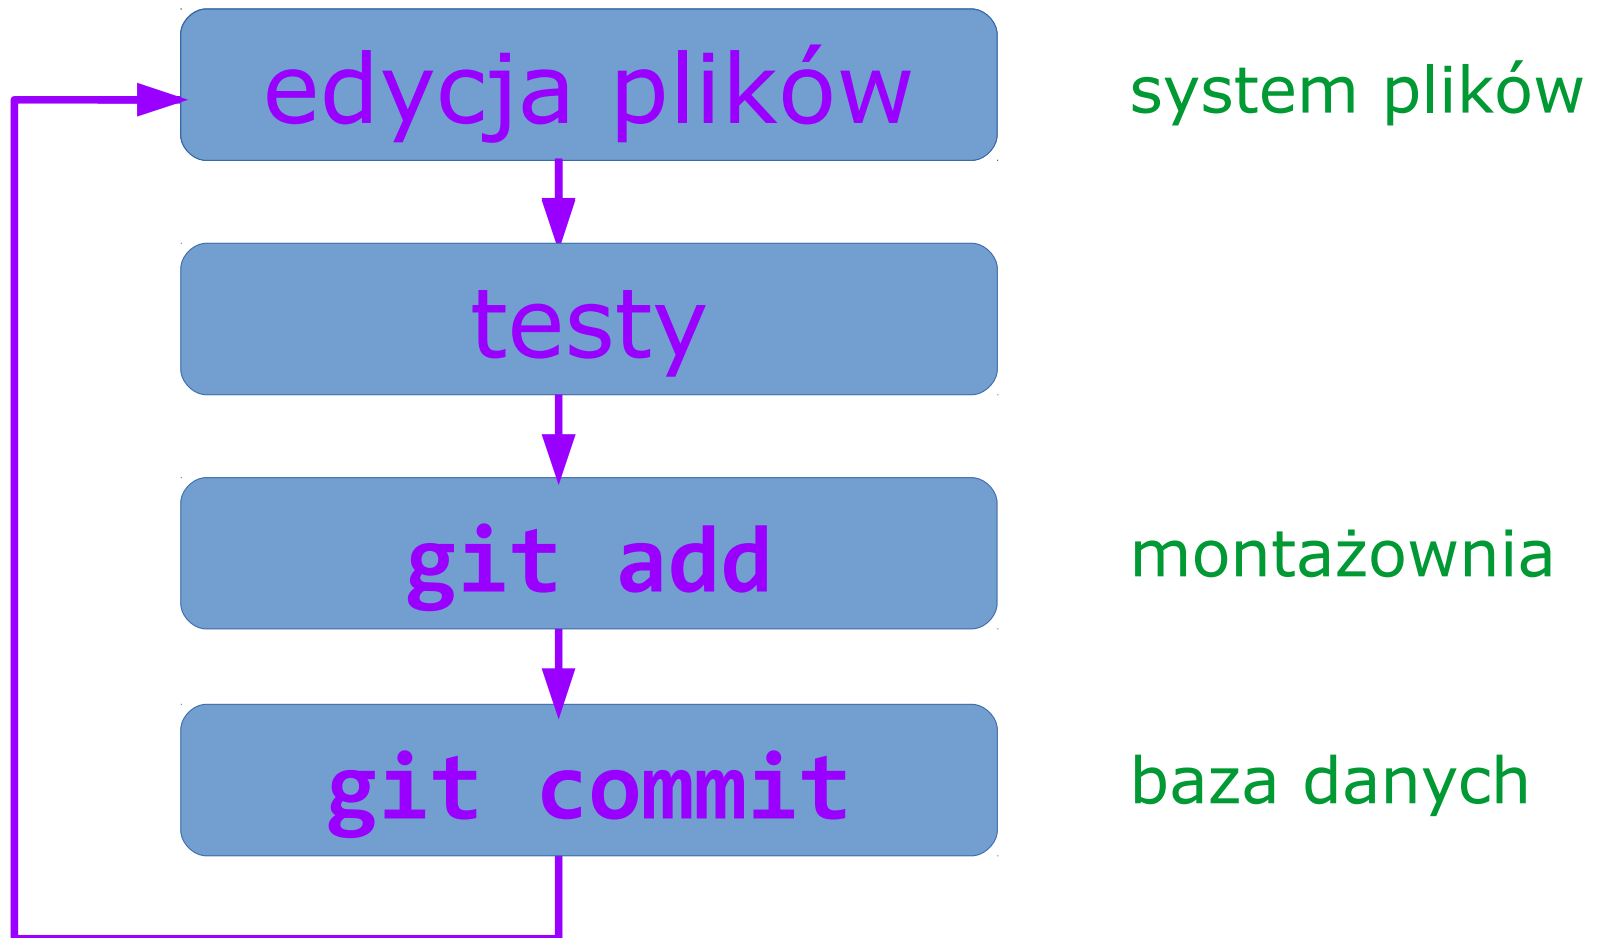 edycja plików
system plików
testy
git add
montażownia
git commit
baza danych